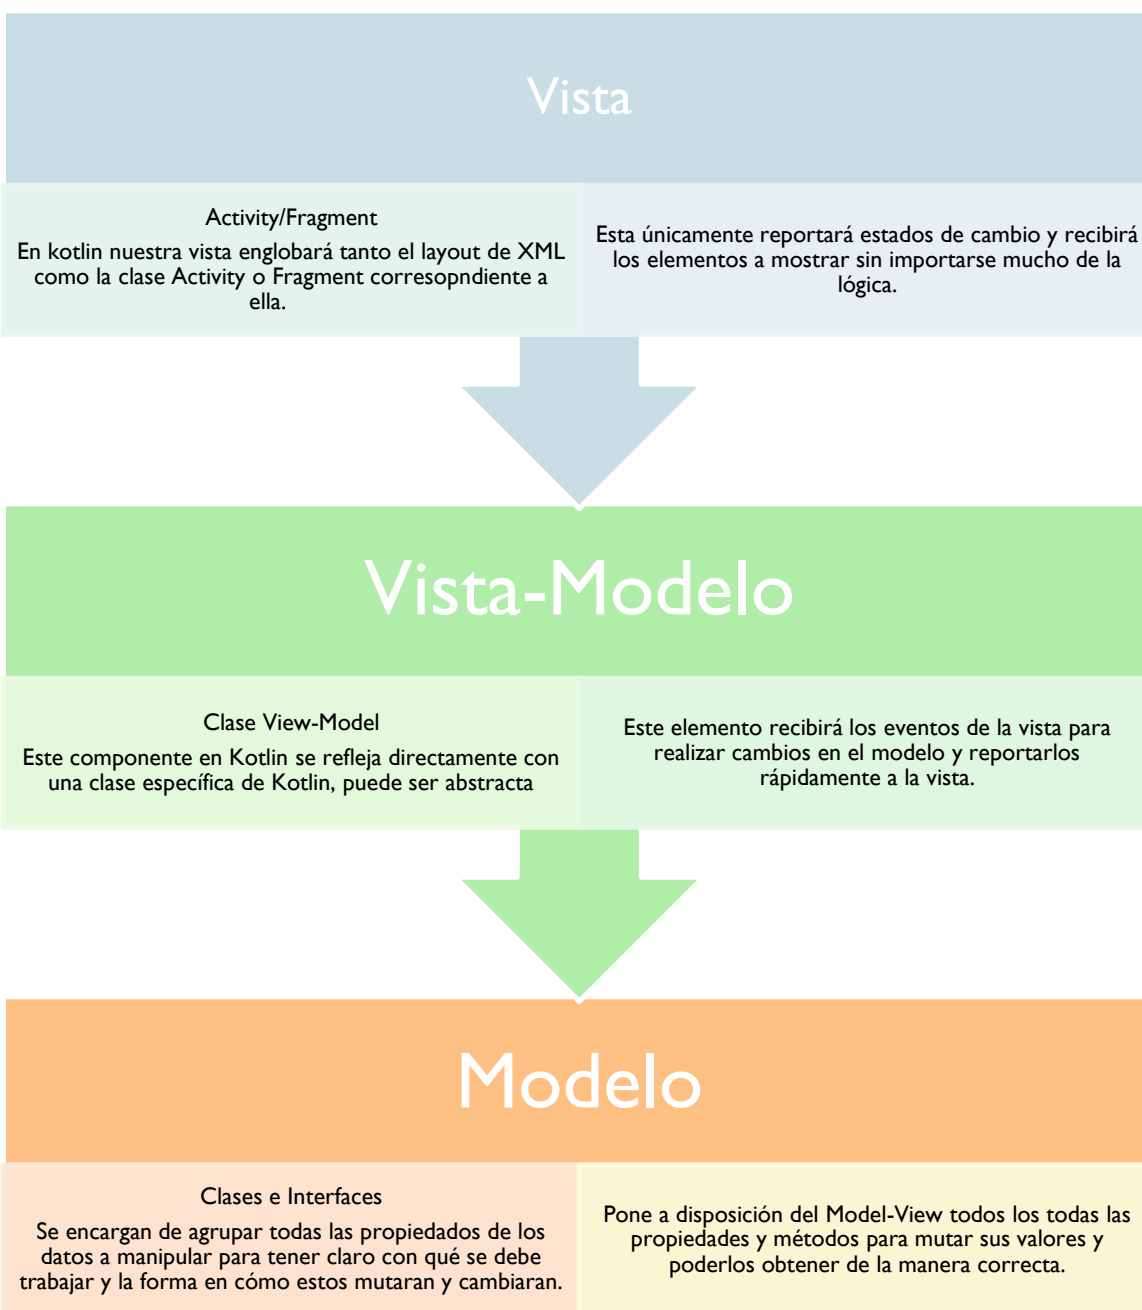 Vista
Activity/Fragment
En kotlin nuestra vista englobará tanto el layout de XML
como la clase Activity o Fragment corresopndiente a
ella.
Esta únicamente reportará estados de cambio y recibirá
los elementos a mostrar sin importarse mucho de la
lógica.
Vista-Modelo
Clase View-Model
Este componente en Kotlin se refleja directamente con
una clase específica de Kotlin, puede ser abstracta
Este elemento recibirá los eventos de la vista para
realizar cambios en el modelo y reportarlos
rápidamente a la vista.
Modelo
Clases e Interfaces
Se encargan de agrupar todas las propiedados de los
datos a manipular para tener claro con qué se debe
trabajar y la forma en cómo estos mutaran y cambiaran.
Pone a disposición del Model-View todos los todas las
propiedades y métodos para mutar sus valores y
poderlos obtener de la manera correcta.